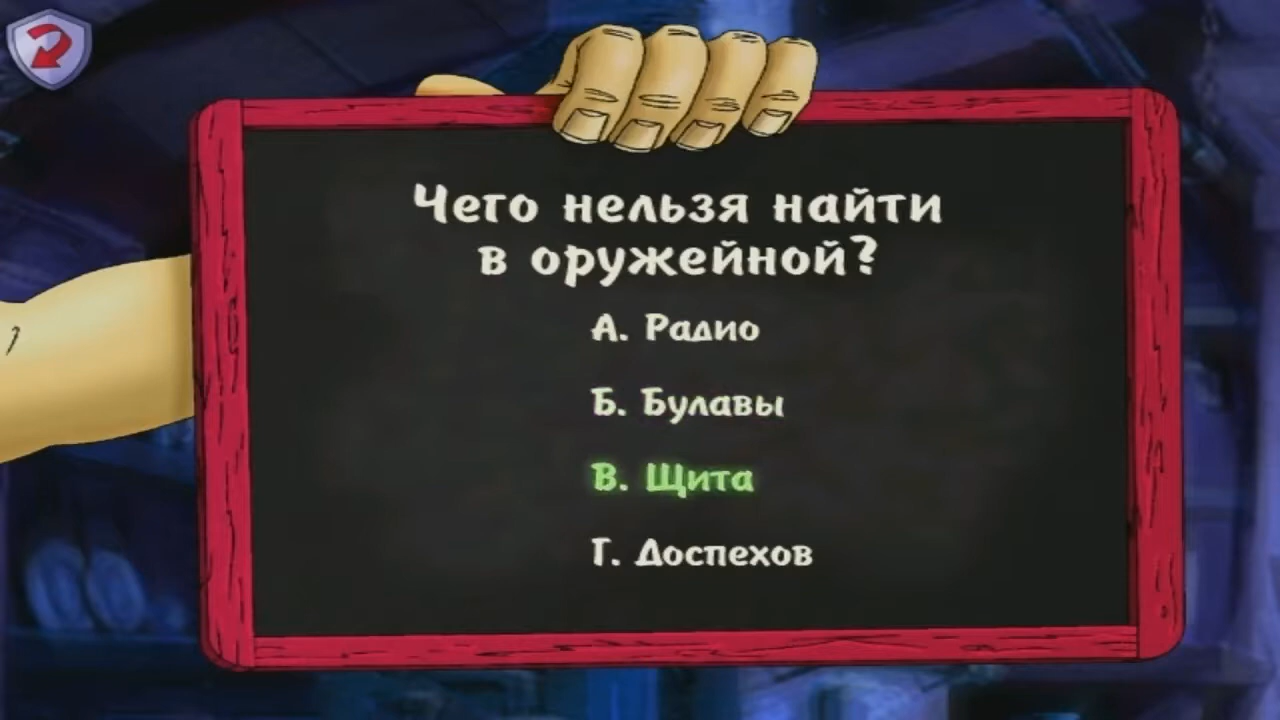 Чего нельзя найти
в оружейной?
А. Радио
Б. Булавы
В. Щита
Г. Доспехов